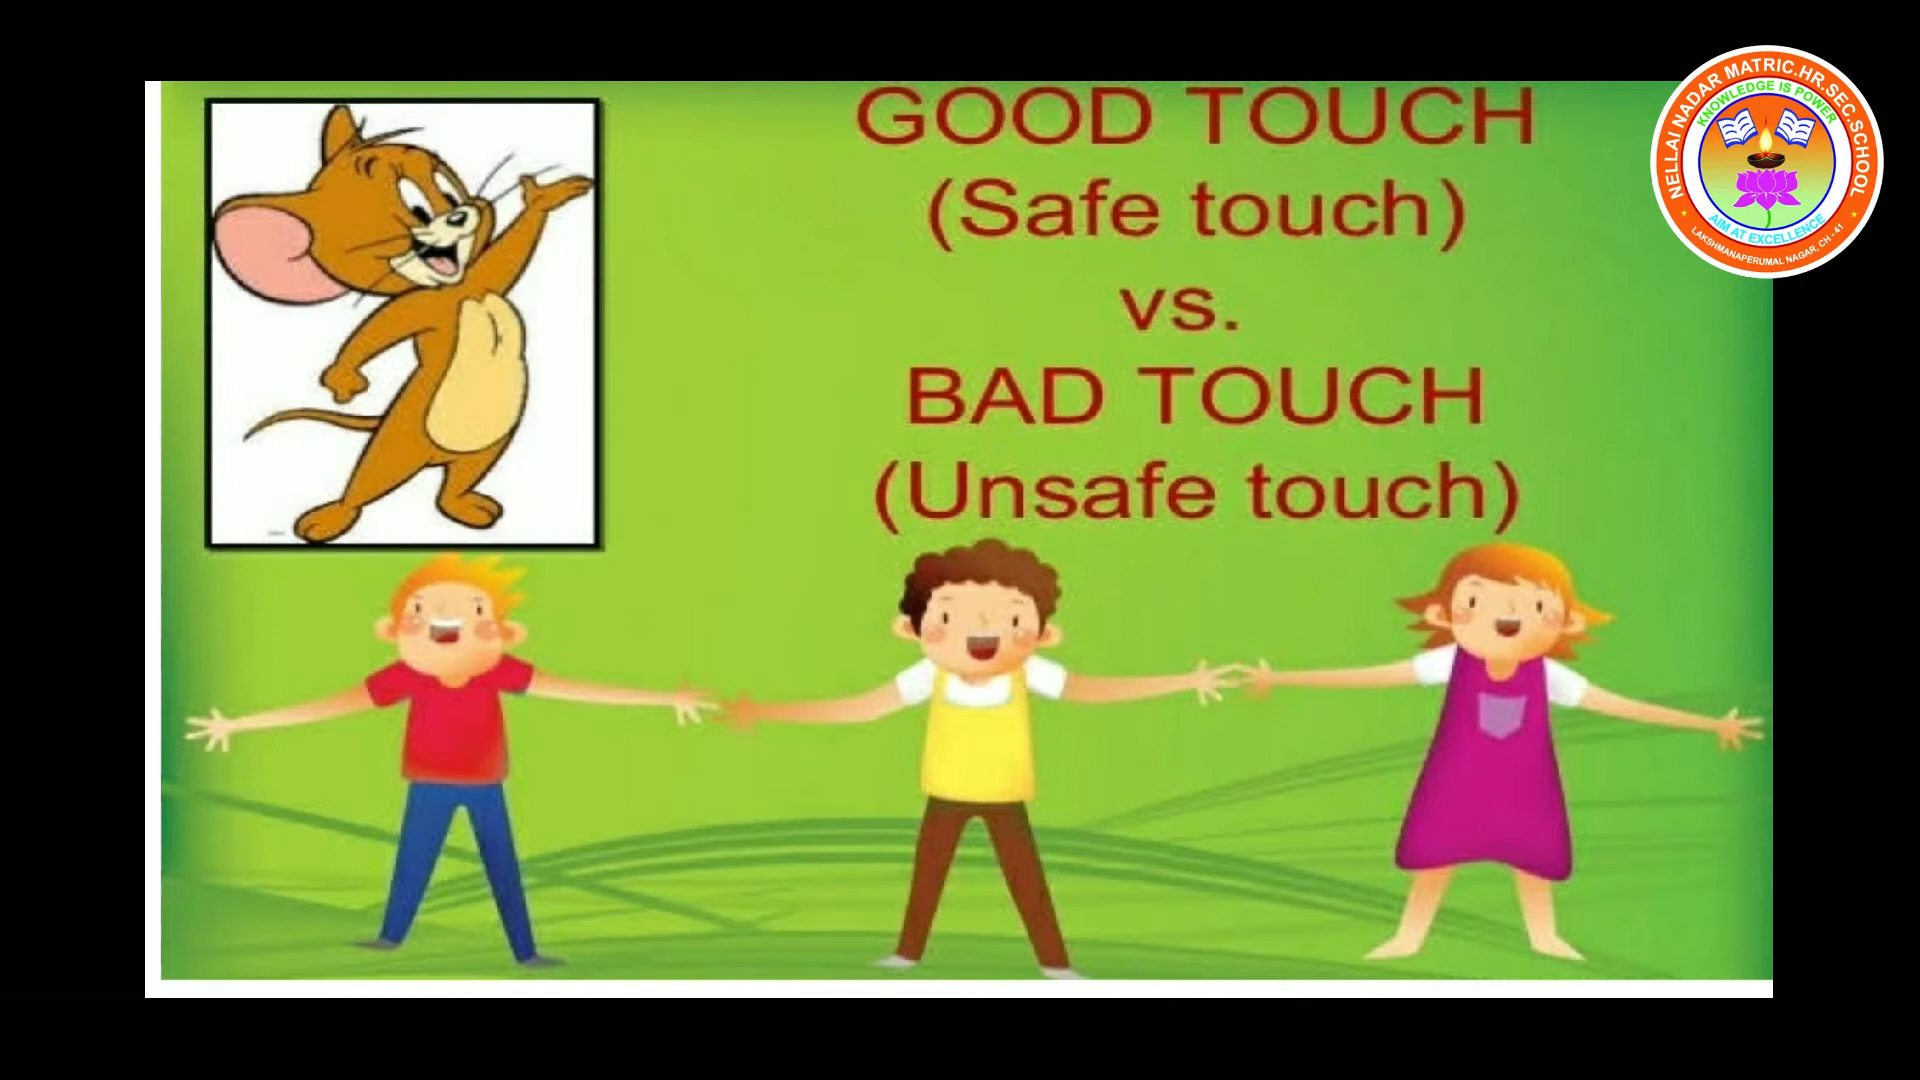 GOOD TOUCH
(Safe touch)
vs.
BAD TOUCH
(Unsafe touch)
NELLAI NADAR MATRIC.HR.SEC.SCHOOL
KNOWLEDGE IS POWER
AIM AT EXCELLENCE
LAKSHMANAPERUMAL NAGAR, CH - 41